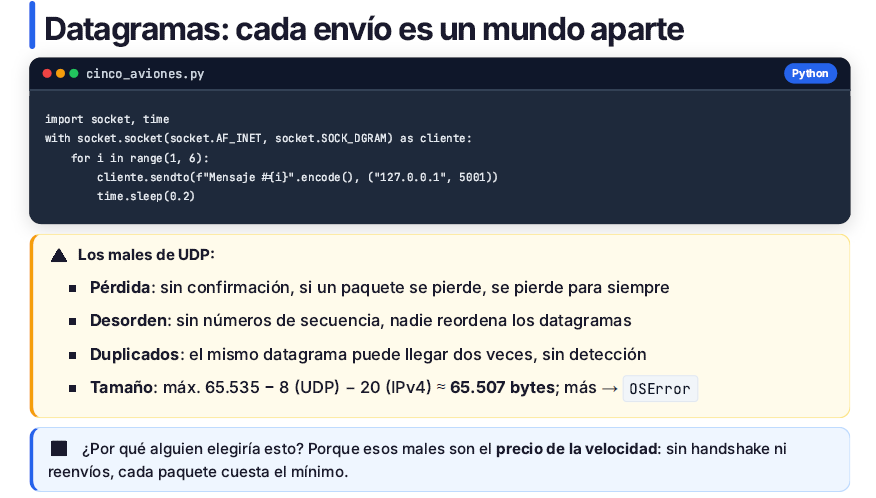 Datagramas: cada envío es un mundo aparte
cinco_aviones.py
Python
import socket, time
with socket.socket(socket.AF_INET, socket.SOCK_DGRAM) as cliente:
    for i in range(1, 6):
        cliente.sendto(f"Mensaje #{i}".encode(), ("127.0.0.1", 5001))
        time.sleep(0.2)
Los males de UDP:
Pérdida: sin confirmación, si un paquete se pierde, se pierde para siempre
Desorden: sin números de secuencia, nadie reordena los datagramas
Duplicados: el mismo datagrama puede llegar dos veces, sin detección
Tamaño: máx. 65.535 − 8 (UDP) − 20 (IPv4) ≈ 65.507 bytes; más → OSError
¿Por qué alguien elegiría esto? Porque esos males son el precio de la velocidad: sin handshake ni
reenvíos, cada paquete cuesta el mínimo.